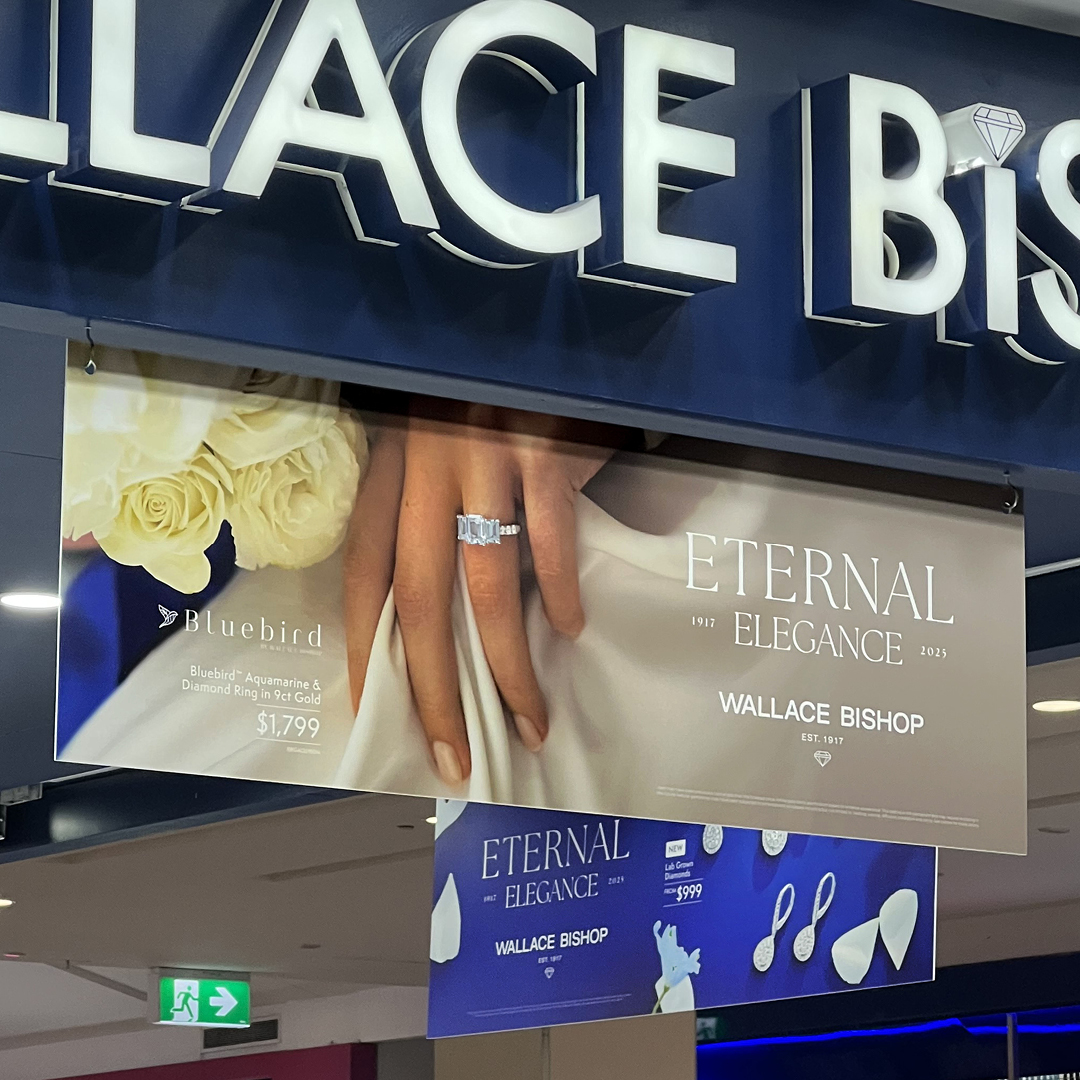 LLACE BiS
Bluebird
Bluebird™ Aquamarine &
Diamond Ring in 9ct Gold
$1,799
ETERNAL
1917 ELEGANCE 2025
WALLACE BISHOP
EST. 1917
ETERNAL
1917 ELEGANCE 2025
WALLACE BISHOP
EST. 1917
NEW
Lab Grown
Diamonds
FROM $999